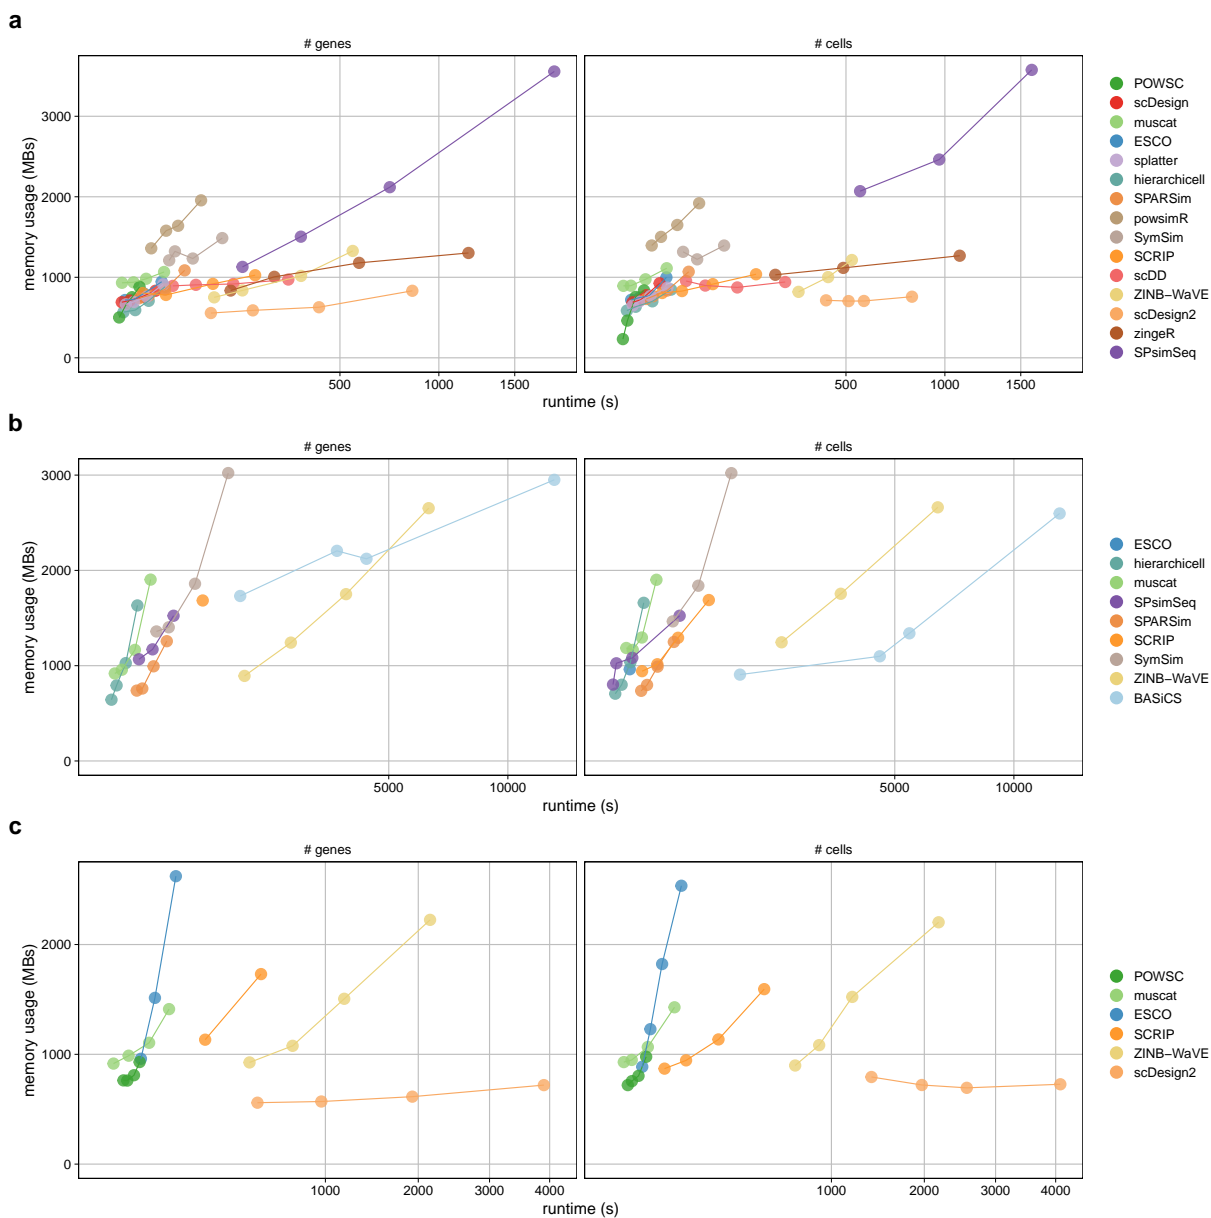 a
# genes
# cells
memory usage (MBs)
3000
2000
1000
0
500
1000
1500
500
1000
1500
runtime (s)
POWSC
scDesign
muscat
ESCO
splatter
hierarchicell
SPARSim
powsimR
SymSim
SCRIP
scDD
ZINB−WaVE
scDesign2
zingeR
SPsimSeq
b
# genes
# cells
memory usage (MBs)
3000
2000
1000
0
5000
10000
5000
10000
runtime (s)
ESCO
hierarchicell
muscat
SPsimSeq
SPARSim
SCRIP
SymSim
ZINB−WaVE
BASiCS
c
# genes
# cells
memory usage (MBs)
2000
1000
0
1000
2000
3000
4000
1000
2000
3000
4000
runtime (s)
POWSC
muscat
ESCO
SCRIP
ZINB−WaVE
scDesign2